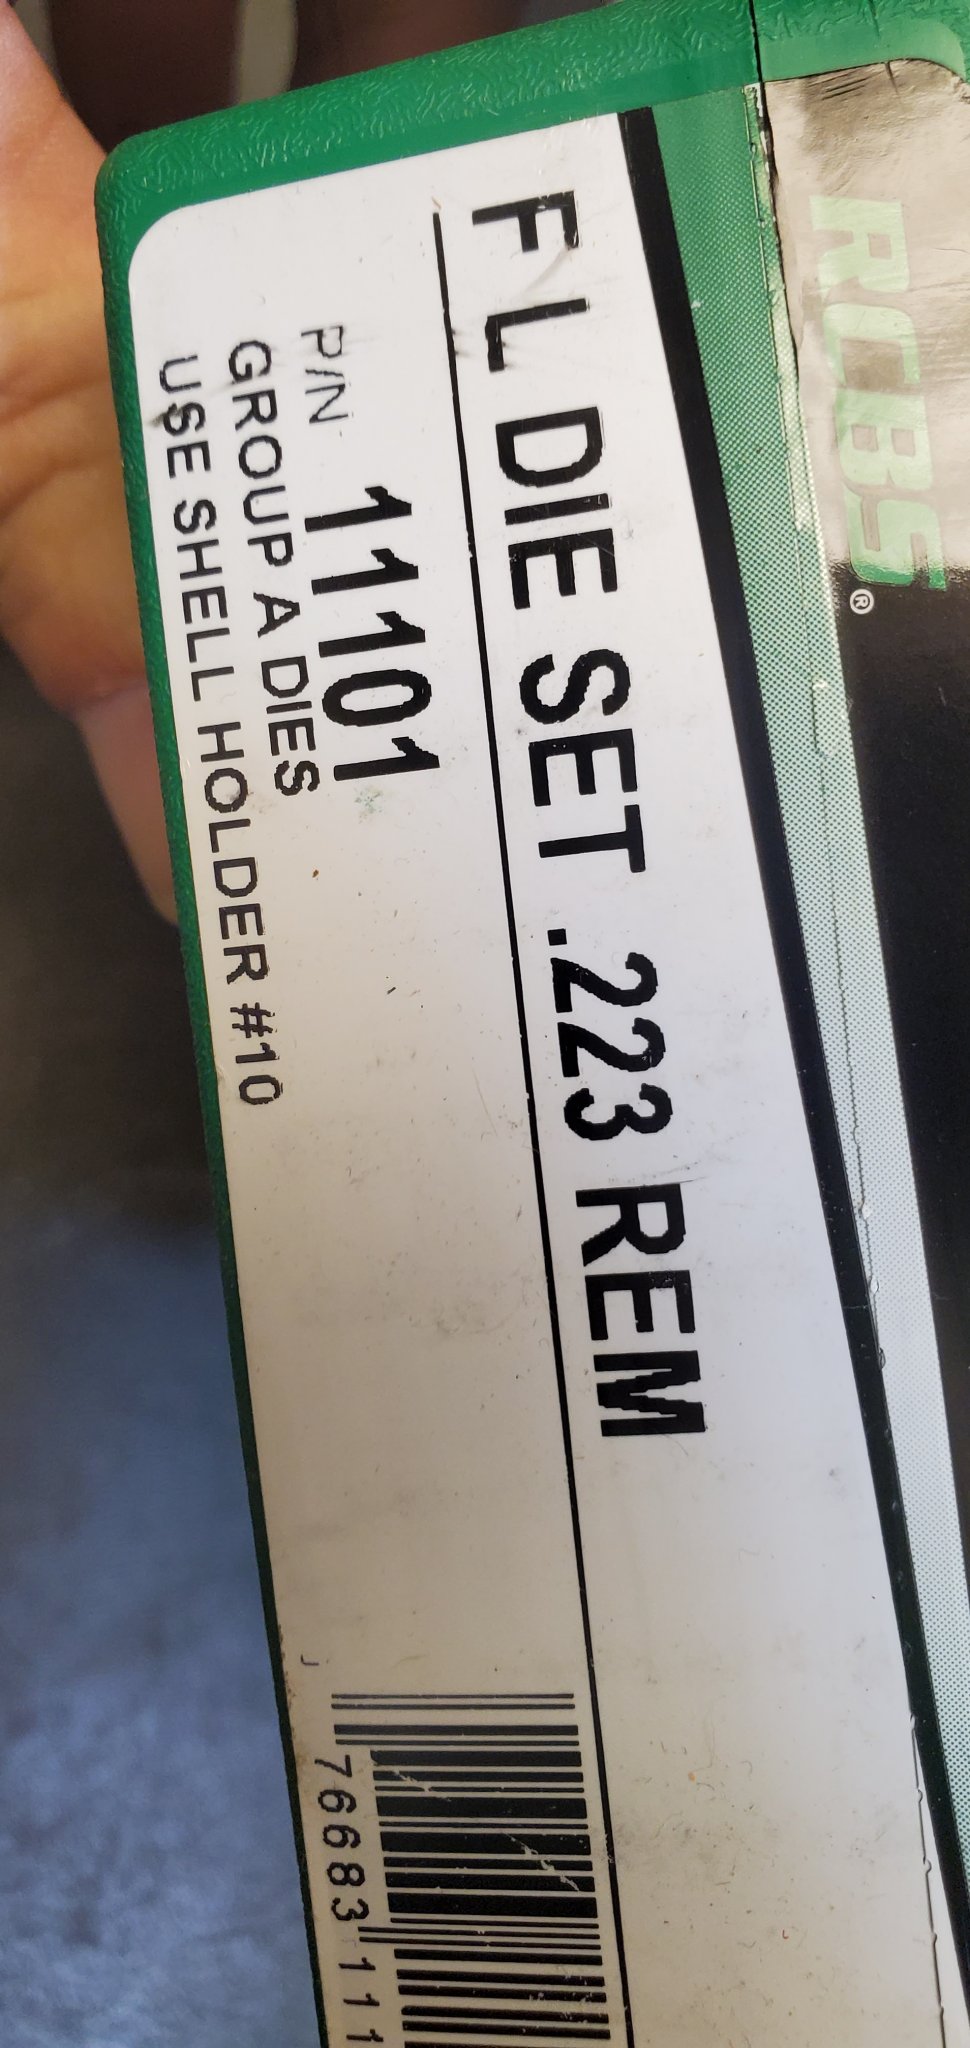 RCBS®
F L DIE SET .223 REM
P/N 11101
GROUP A DIES
USE SHELL HOLDER #10
J
76683 111